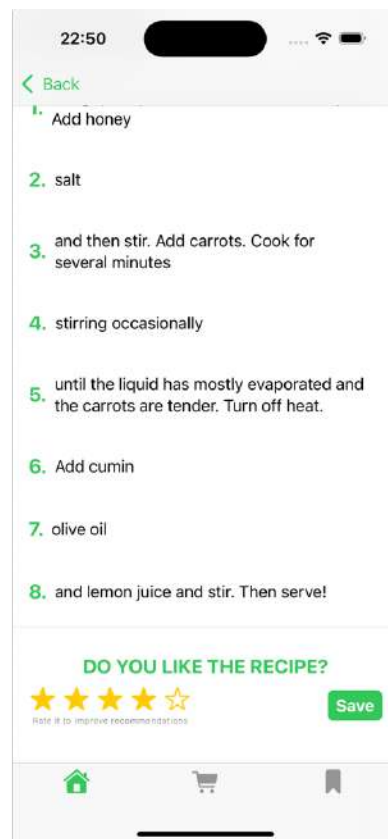 22:50
Back
1.
Add honey
2. salt
3. and then stir. Add carrots. Cook for
several minutes
4. stirring occasionally
5. until the liquid has mostly evaporated and
the carrots are tender. Turn off heat.
6. Add cumin
7. olive oil
8. and lemon juice and stir. Then serve!
DO YOU LIKE THE RECIPE?
Rate it to improve recommendations
Save